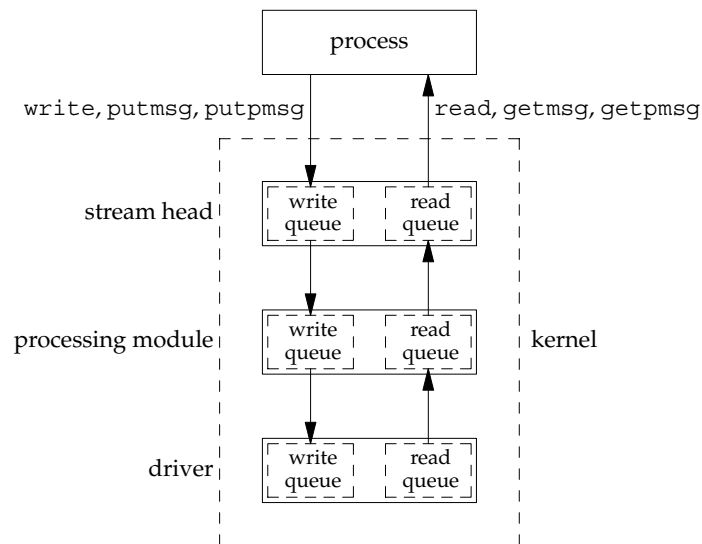 process
write, putmsg, putpmsg
read, getmsg, getpmsg
stream head
write
queue
read
queue
processing module
write
queue
read
queue
kernel
driver
write
queue
read
queue